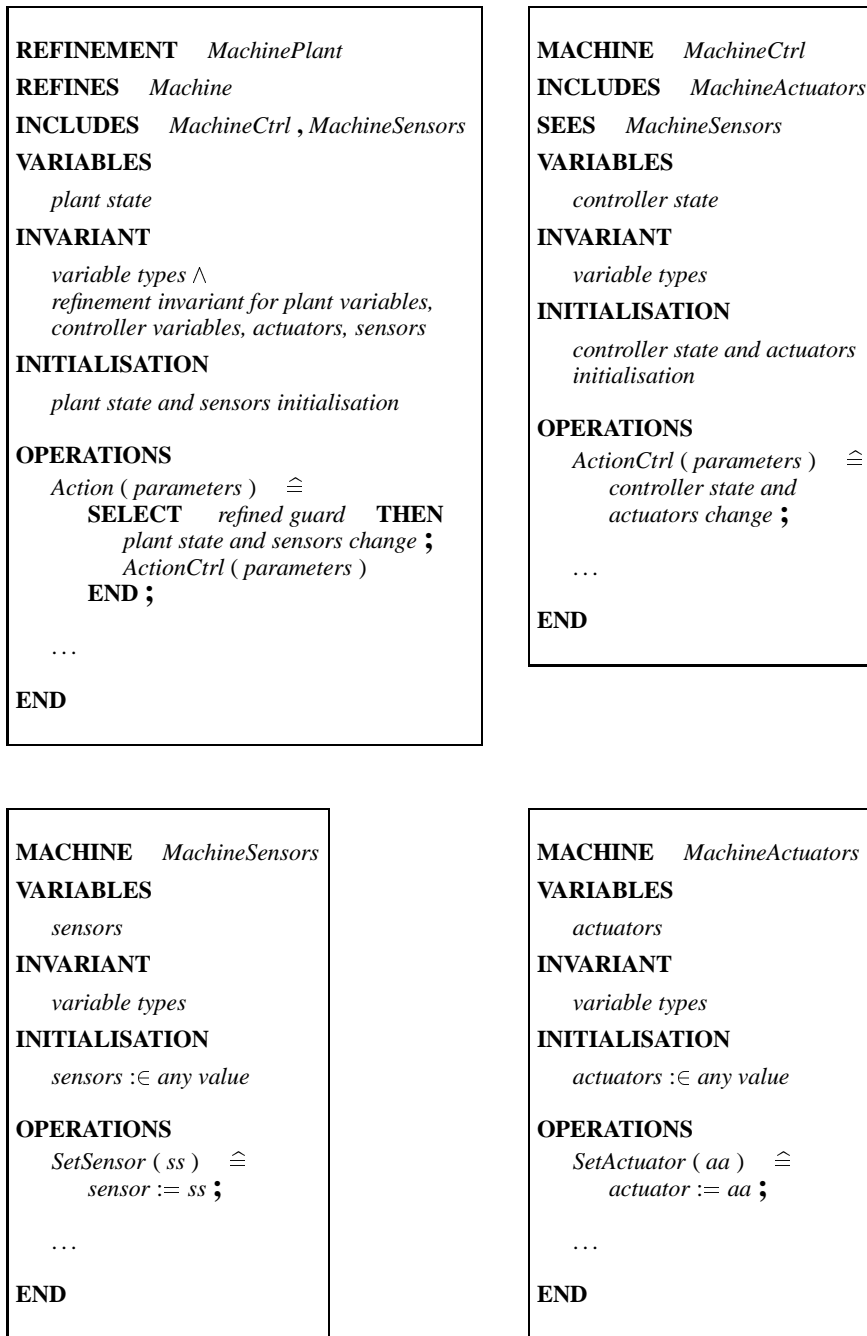 REFINEMENT MachinePlant
REFINES Machine
INCLUDES MachineCtrl , MachineSensors
VARIABLES
plant state
INVARIANT
variable types ∧
refinement invariant for plant variables,
controller variables, actuators, sensors
INITIALISATION
plant state and sensors initialisation
OPERATIONS
Action ( parameters ) ≙
SELECT refined guard THEN
plant state and sensors change ;
ActionCtrl ( parameters )
END ;
...
END
MACHINE MachineCtrl
INCLUDES MachineActuators
SEES MachineSensors
VARIABLES
controller state
INVARIANT
variable types
INITIALISATION
controller state and actuators
initialisation
OPERATIONS
ActionCtrl ( parameters ) ≙
controller state and
actuators change ;
...
END
MACHINE MachineSensors
VARIABLES
sensors
INVARIANT
variable types
INITIALISATION
sensors :∈ any value
OPERATIONS
SetSensor ( ss ) ≙
sensor := ss ;
...
END
MACHINE MachineActuators
VARIABLES
actuators
INVARIANT
variable types
INITIALISATION
actuators :∈ any value
OPERATIONS
SetActuator ( aa ) ≙
actuator := aa ;
...
END